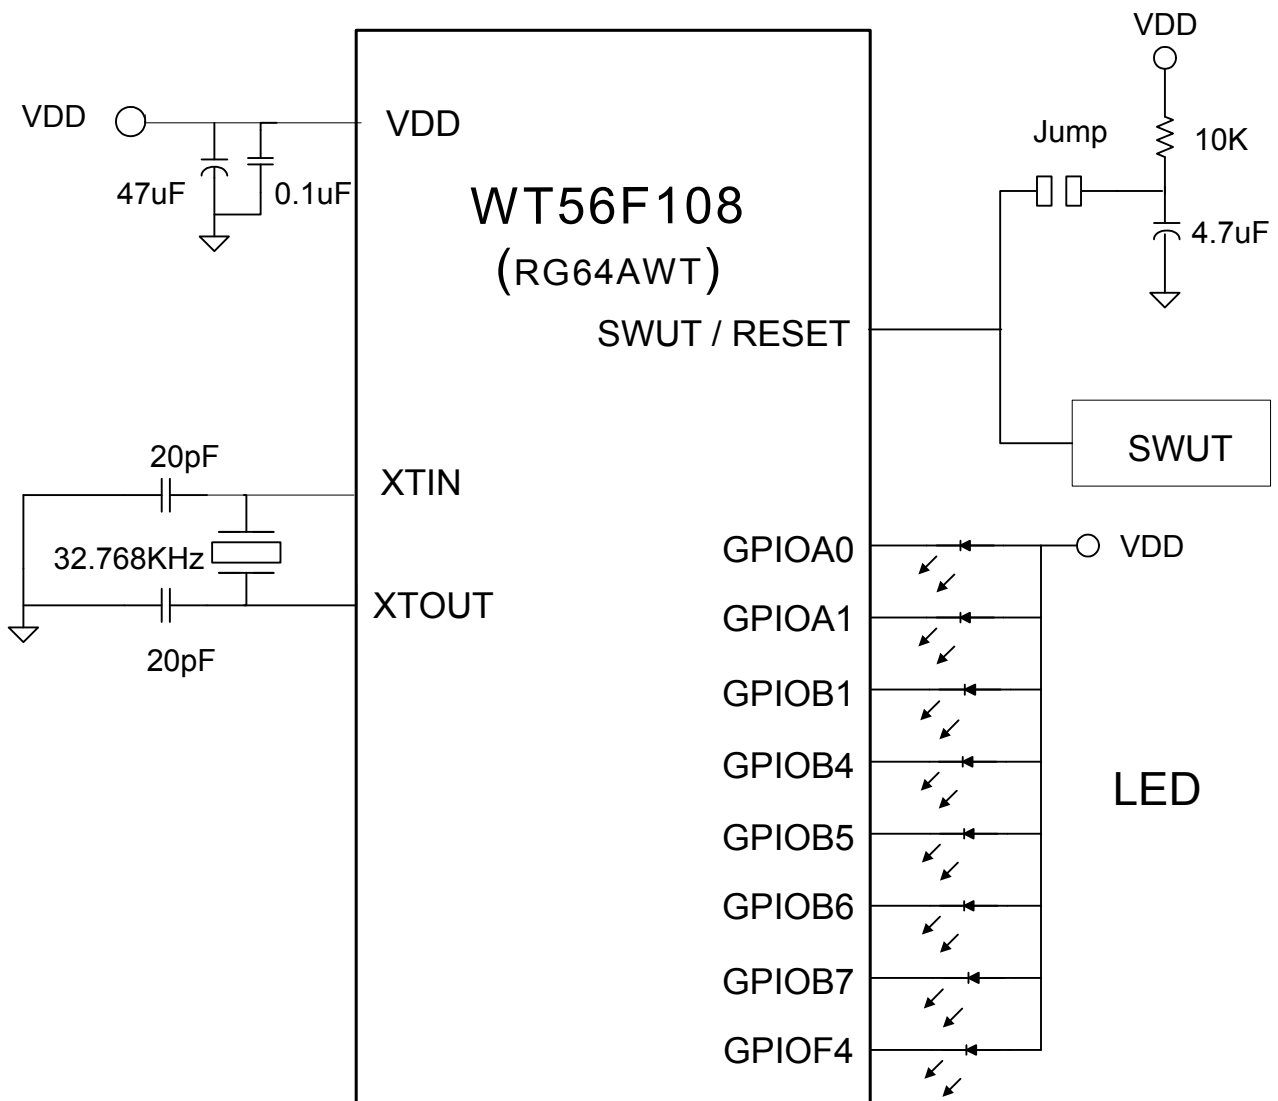 VDD
VDD
47uF
0.1uF
VDD
WT56F108
(RG64AWT)
Jump
10K
4.7uF
SWUT / RESET
SWUT
20pF
XTIN
32.768KHz
XTOUT
20pF
GPIOA0
VDD
GPIOA1
GPIOB1
GPIOB4
LED
GPIOB5
GPIOB6
GPIOB7
GPIOF4